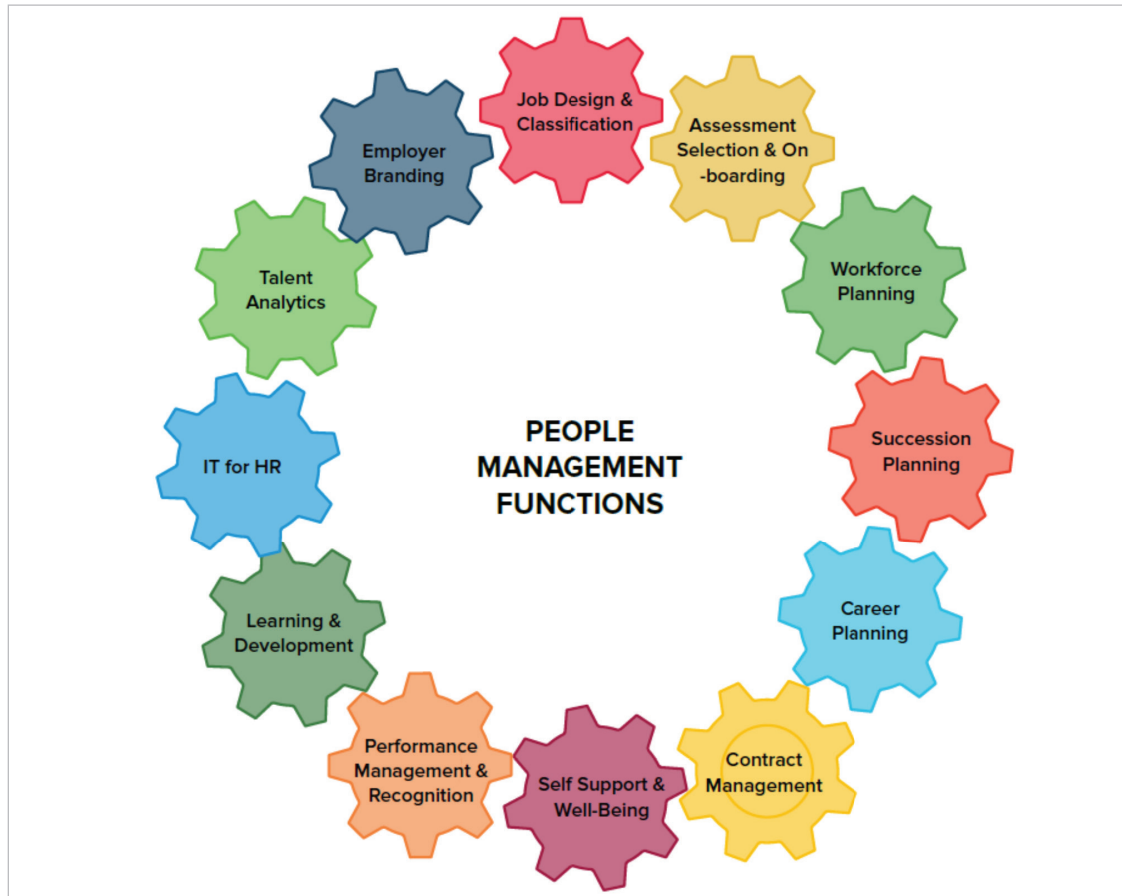 Job Design &
Classification
Assessment
Selection & On
-boarding
Workforce
Planning
Succession
Planning
Career
Planning
Contract
Management
Self Support &
Well-Being
Performance
Management &
Recognition
Learning &
Development
IT for HR
Talent
Analytics
Employer
Branding
PEOPLE
MANAGEMENT
FUNCTIONS